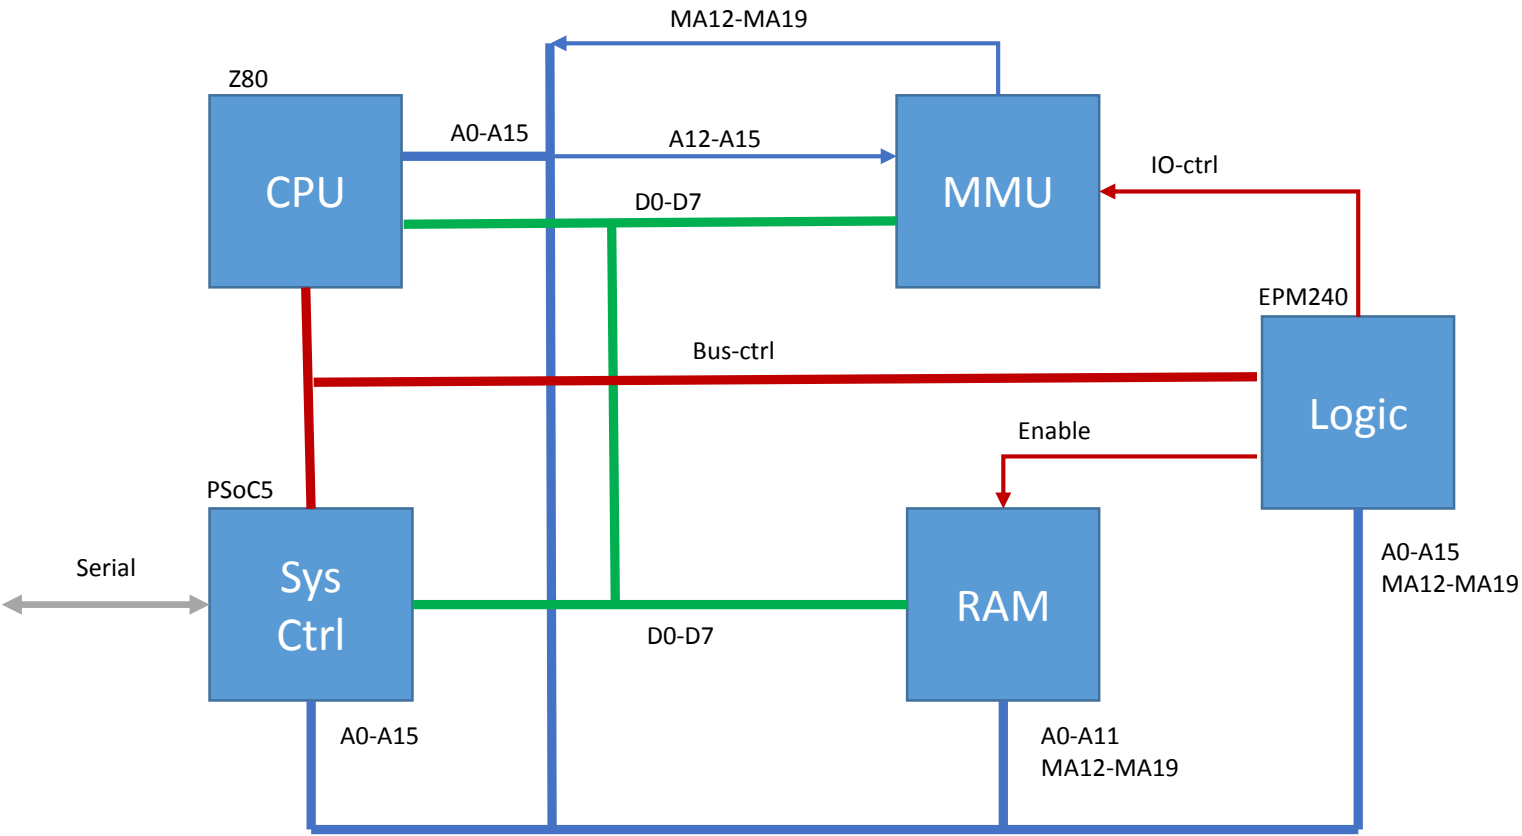 MA12-MA19
Z80
A0-A15
A12-A15
CPU
MMU
IO-ctrl
D0-D7
EPM240
Bus-ctrl
Logic
Enable
PSoC5
Serial
Sys
Ctrl
RAM
A0-A15
MA12-MA19
D0-D7
A0-A15
A0-A11
MA12-MA19